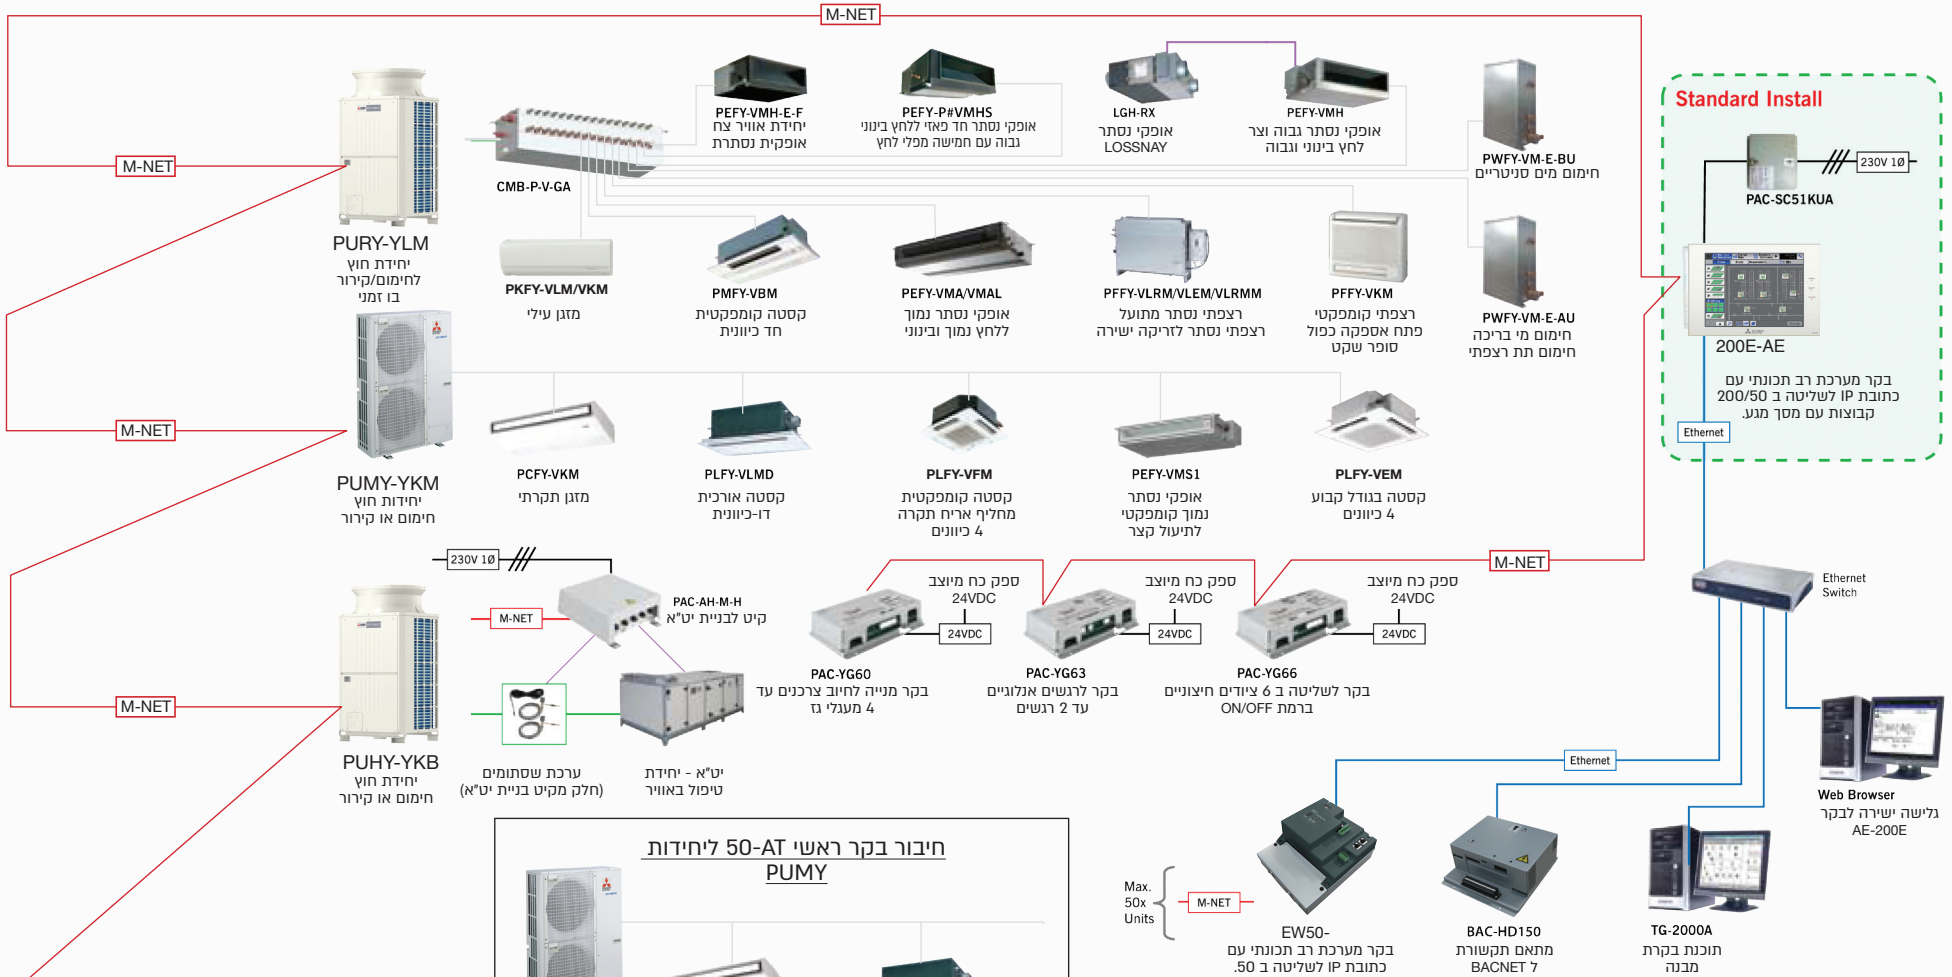 M-NET
M-NET
PEFY-VMH-E-F
יחידת אוויר צח
אופקית נסתרת
PEFY-P#VMHS
אופקי נסתר חד פאזי ללחץ בינוני
גבוה עם חמישה מפלי לחץ
LGH-RX
אופקי נסתר
LOSSNAY
PEFY-VMH
אופקי נסתר גבוה וצר
לחץ בינוני וגבוה
PWFY-VM-E-BU
חימום מים סניטריים
CMB-P-V-GA
Standard Install
230V 1Ø
PAC-SC51KUA
PURY-YLM
יחידת חוץ
לחימום/קירור
בו זמני
PKFY-VLM/VKM
מזגן עילי
PMFY-VBM
קסטה קומפקטית
חד כיוונית
PEFY-VMA/VMAL
אופקי נסתר נמוך
ללחץ נמוך ובינוני
PFFY-VLRM/VLEM/VLRMM
רצפתי נסתר מתועל
רצפתי נסתר לזריקה ישירה
PFFY-VKM
רצפתי קומפקטי
פתח אספקה כפול
סופר שקט
PWFY-VM-E-AU
חימום מי בריכה
חימום תת רצפתי
200E-AE
בקר מערכת רב תכונתי עם
כתובת IP לשליטה ב 200/50
קבוצות עם מסך מגע.
Ethernet
M-NET
PUMY-YKM
יחידות חוץ
חימום או קירור
PCFY-VKM
מזגן תקרתי
PLFY-VLMD
קסטה אורכית
דו-כיוונית
PLFY-VFM
קסטה קומפקטית
מחליף אריח תקרה
4 כיוונים
PEFY-VMS1
אופקי נסתר
נמוך קומפקטי
לתיעול קצר
PLFY-VEM
קסטה בגודל קבוע
4 כיוונים
230V 1Ø
M-NET
PAC-AH-M-H
קיט לבניית יט"א
ספק כח מיוצב
24VDC
24VDC
PAC-YG60
בקר מנייה לחיוב צרכנים עד
4 מעגלי גז
ספק כח מיוצב
24VDC
24VDC
PAC-YG63
בקר לרגשים אנלוגיים
עד 2 רגשים
ספק כח מיוצב
24VDC
24VDC
PAC-YG66
בקר לשליטה ב 6 ציודים חיצוניים
ברמת ON/OFF
M-NET
Ethernet
Switch
M-NET
PUHY-YKB
יחידת חוץ
חימום או קירור
ערכת שסתומים
(חלק מקיט בניית יט"א)
יט"א - יחידת
טיפול באוויר
Ethernet
Web Browser
גלישה ישירה לבקר
AE-200E
חיבור בקר ראשי 50-AT ליחידות
PUMY
Max.
50x
Units
M-NET
EW50-
בקר מערכת רב תכונתי עם
כתובת IP לשליטה ב 50.
BAC-HD150
מתאם תקשורת
ל BACNET
TG-2000A
תוכנת בקרת
מבנה